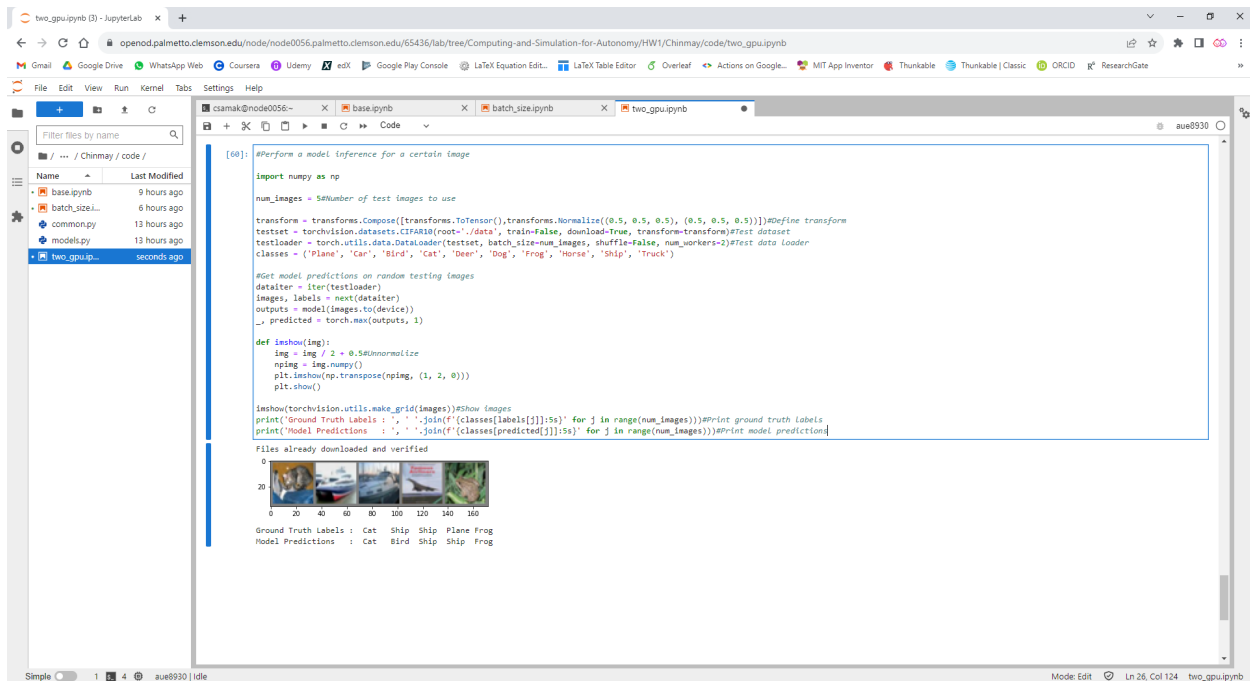 two_gpu.ipynb (3) - JupyterLab
openod.palmetto.clemson.edu/node/node0056.palmetto.clemson.edu/65436/lab/tree/Computing-and-Simulation-for-Autonomy/HW1/Chinmay/code/two_gpu.ipynb
Gmail Google Drive WhatsApp Web Coursera Udemy edX Google Play Console LaTeX Equation Edit... LaTeX Table Editor Overleaf Actions on Google... MIT App Inventor Thunkable Thunkable | Classic ORCID ResearchGate »
File Edit View Run Kernel Tabs Settings Help
csamak@node0056:~ base.ipynb batch_size.ipynb two_gpu.ipynb
Code aue8930
Filter files by name
/ ··· / Chinmay / code /
Name Last Modified
base.ipynb 9 hours ago
batch_size.i... 6 hours ago
common.py 13 hours ago
models.py 13 hours ago
two_gpu.ip... seconds ago
[60]: #Perform a model inference for a certain image
import numpy as np
num_images = 5#Number of test images to use
transform = transforms.Compose([transforms.ToTensor(),transforms.Normalize((0.5, 0.5, 0.5), (0.5, 0.5, 0.5))])#Define transform
testset = torchvision.datasets.CIFAR10(root='./data', train=False, download=True, transform=transform)#Test dataset
testloader = torch.utils.data.DataLoader(testset, batch_size=num_images, shuffle=False, num_workers=2)#Test data loader
classes = ('Plane', 'Car', 'Bird', 'Cat', 'Deer', 'Dog', 'Frog', 'Horse', 'Ship', 'Truck')
#Get model predictions on random testing images
dataiter = iter(testloader)
images, labels = next(dataiter)
outputs = model(images.to(device))
_, predicted = torch.max(outputs, 1)
def imshow(img):
    img = img / 2 + 0.5#Unnormalize
    npimg = img.numpy()
    plt.imshow(np.transpose(npimg, (1, 2, 0)))
    plt.show()
imshow(torchvision.utils.make_grid(images))#Show images
print('Ground Truth Labels : ', ' '.join(f'{classes[labels[j]]:5s}' for j in range(num_images)))#Print ground truth labels
print('Model Predictions   : ', ' '.join(f'{classes[predicted[j]]:5s}' for j in range(num_images)))#Print model predictions
Files already downloaded and verified
0
20
0 20 40 60 80 100 120 140 160
Ground Truth Labels :  Cat   Ship  Ship  Plane Frog
Model Predictions   :  Cat   Bird  Ship  Ship  Frog
Simple 1 4 aue8930 | Idle Mode: Edit Ln 26, Col 124 two_gpu.ipynb